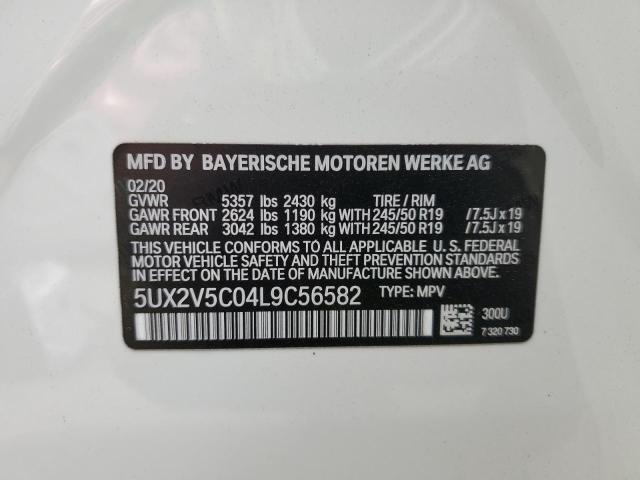 MFD BY BAYERISCHE MOTOREN WERKE AG
02/20
GVWR 5357 lbs 2430 kg TIRE / RIM
GAWR FRONT 2624 lbs 1190 kg WITH 245/50 R19 /7.5J x 19
GAWR REAR 3042 lbs 1380 kg WITH 245/50 R19 /7.5J x 19
THIS VEHICLE CONFORMS TO ALL APPLICABLE U. S. FEDERAL
MOTOR VEHICLE SAFETY AND THEFT PREVENTION STANDARDS
IN EFFECT ON THE DATE OF MANUFACTURE SHOWN ABOVE.
5UX2V5C04L9C56582 TYPE: MPV
300U
7 320 730